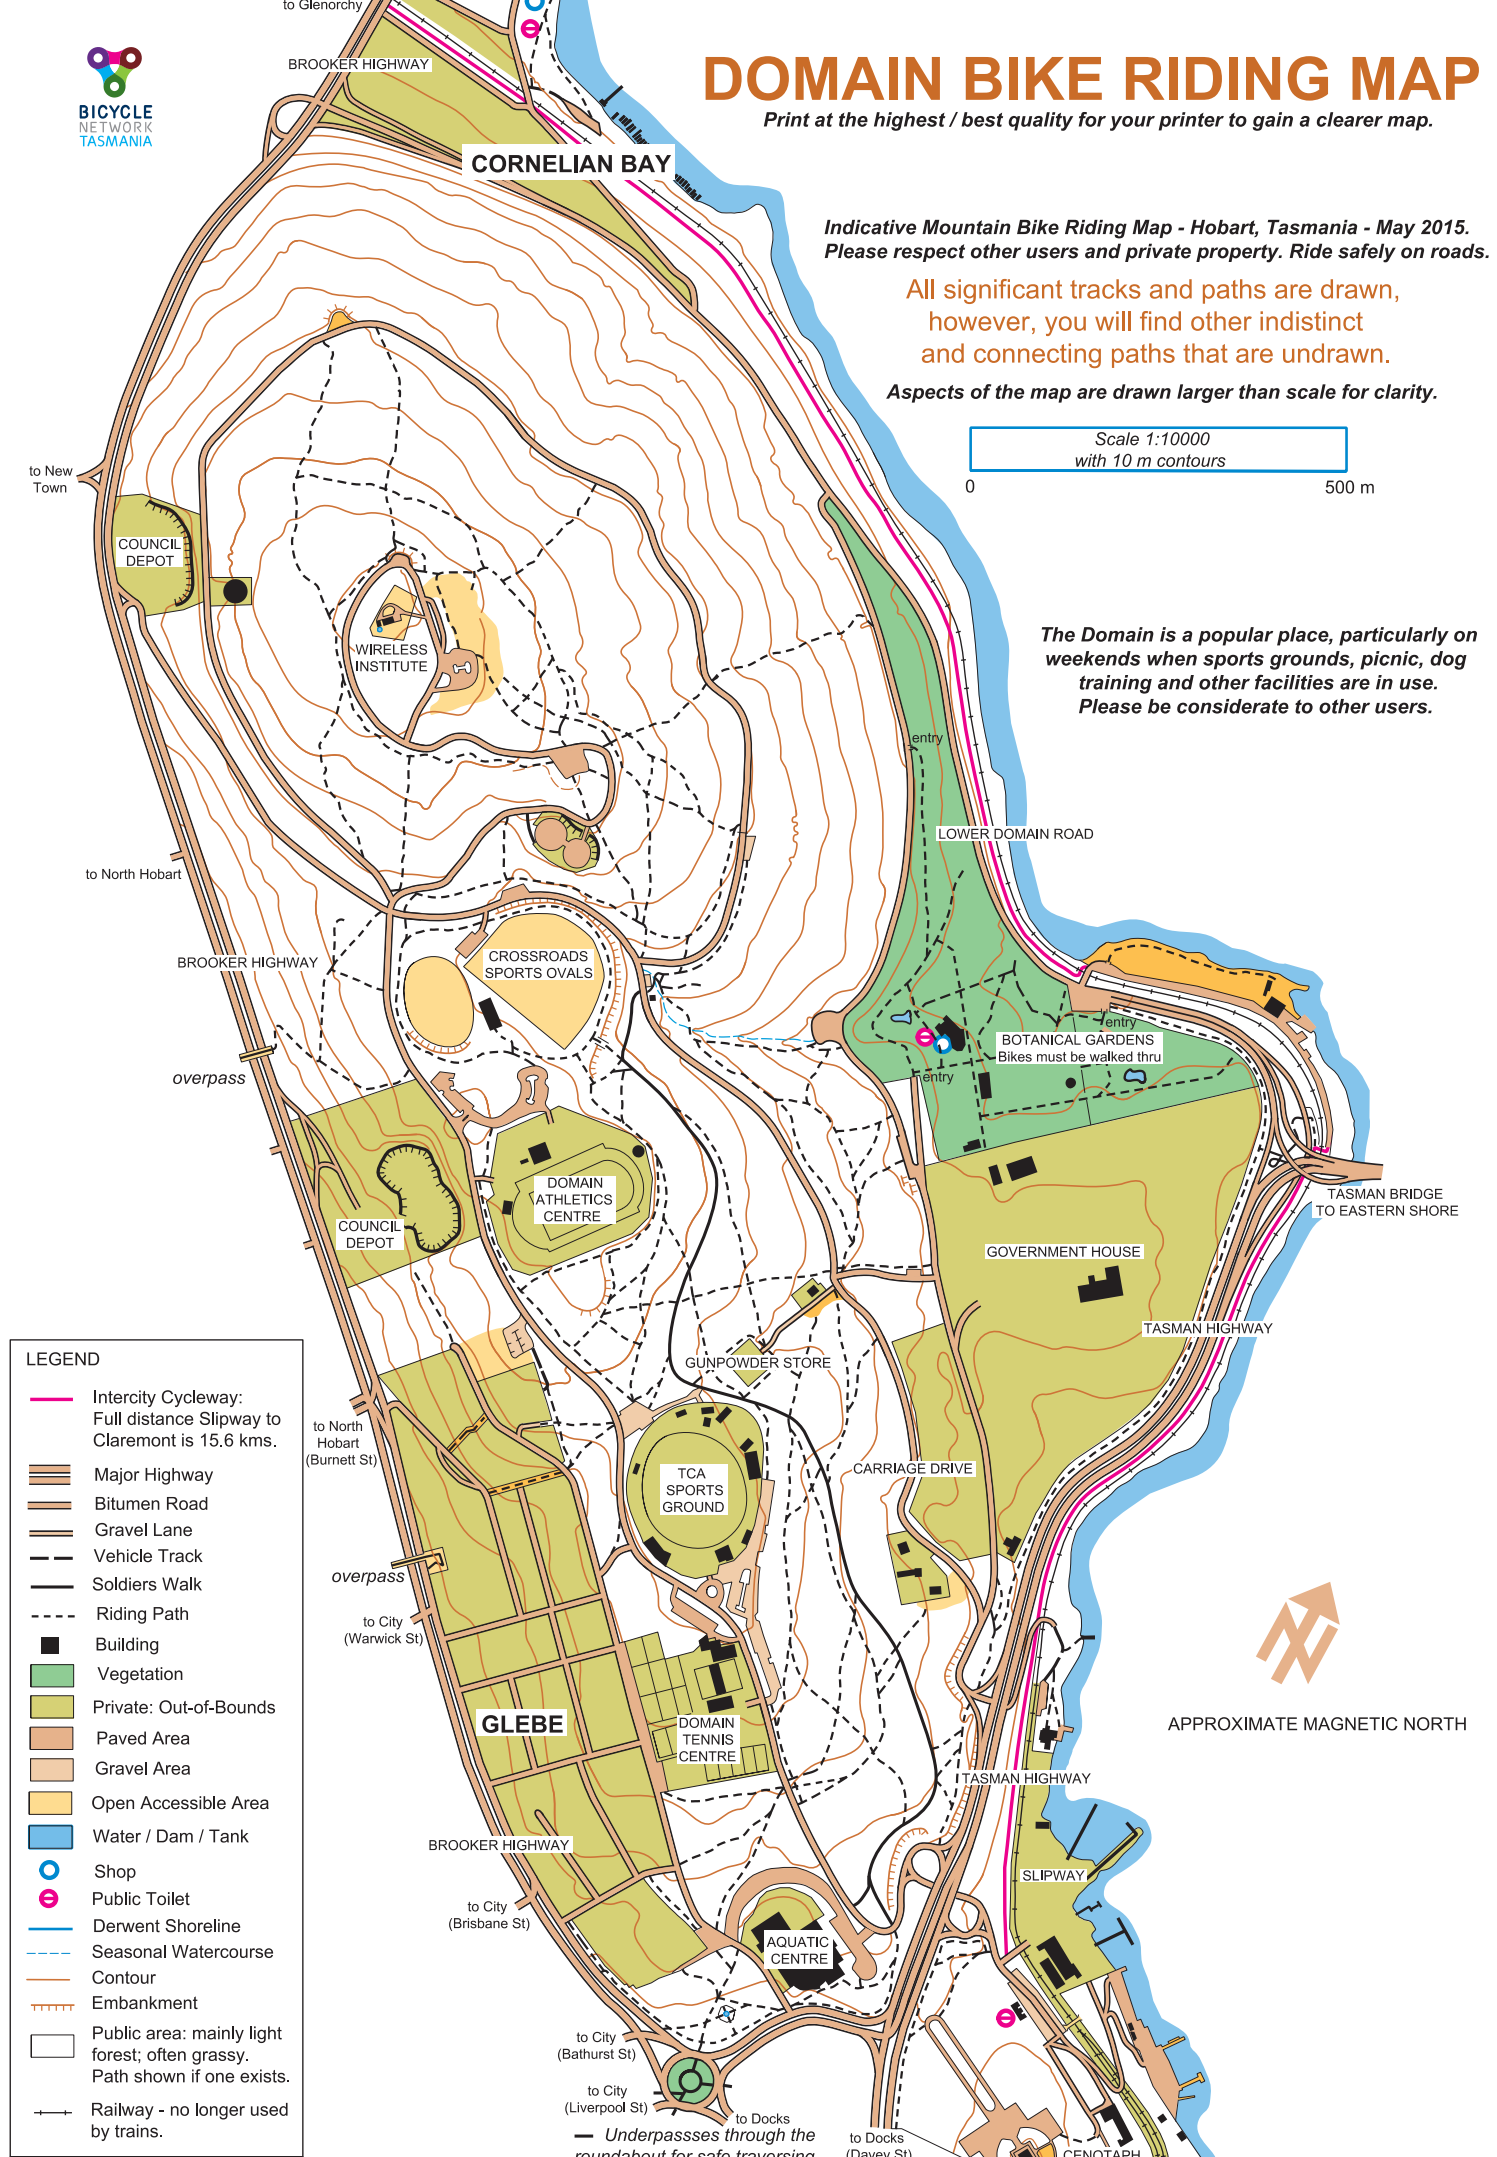 to Glenorchy
BROOKER HIGHWAY
BICYCLE
NETWORK
TASMANIA
DOMAIN BIKE RIDING MAP
Print at the highest / best quality for your printer to gain a clearer map.
CORNELIAN BAY
Indicative Mountain Bike Riding Map - Hobart, Tasmania - May 2015.
Please respect other users and private property. Ride safely on roads.
All significant tracks and paths are drawn,
however, you will find other indistinct
and connecting paths that are undrawn.
Aspects of the map are drawn larger than scale for clarity.
Scale 1:10000
with 10 m contours
0
500 m
to New
Town
COUNCIL
DEPOT
WIRELESS
INSTITUTE
The Domain is a popular place, particularly on
weekends when sports grounds, picnic, dog
training and other facilities are in use.
Please be considerate to other users.
entry
LOWER DOMAIN ROAD
to North Hobart
BROOKER HIGHWAY
CROSSROADS
SPORTS OVALS
entry
BOTANICAL GARDENS
Bikes must be walked thru
entry
overpass
COUNCIL
DEPOT
DOMAIN
ATHLETICS
CENTRE
TASMAN BRIDGE
TO EASTERN SHORE
GOVERNMENT HOUSE
TASMAN HIGHWAY
GUNPOWDER STORE
to North
Hobart
(Burnett St)
TCA
SPORTS
GROUND
CARRIAGE DRIVE
overpass
to City
(Warwick St)
GLEBE
DOMAIN
TENNIS
CENTRE
APPROXIMATE MAGNETIC NORTH
TASMAN HIGHWAY
BROOKER HIGHWAY
SLIPWAY
to City
(Brisbane St)
AQUATIC
CENTRE
to City
(Bathurst St)
to City
(Liverpool St)
to Docks
Underpassses through the
roundabout for safe traversing
to Docks
(Davey St)
CENOTAPH
LEGEND
Intercity Cycleway:
Full distance Slipway to
Claremont is 15.6 kms.
Major Highway
Bitumen Road
Gravel Lane
Vehicle Track
Soldiers Walk
Riding Path
Building
Vegetation
Private: Out-of-Bounds
Paved Area
Gravel Area
Open Accessible Area
Water / Dam / Tank
Shop
Public Toilet
Derwent Shoreline
Seasonal Watercourse
Contour
Embankment
Public area: mainly light
forest; often grassy.
Path shown if one exists.
Railway - no longer used
by trains.